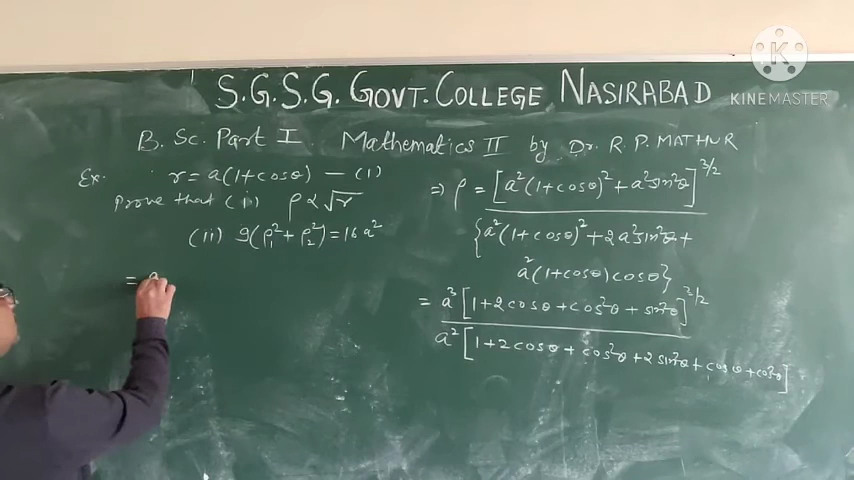 S.G.S.G. GOVT. COLLEGE NASIRABAD
K
KINEMASTER
B. Sc. Part I Mathematics II by Dr. R. P. MATHUR
Ex. r = a(1+cosθ) — (1)
Prove that (i) ρ ∝ √r
(ii) 9(ρ₁² + ρ₂²) = 16a²
=
⇒ ρ = [a²(1+cosθ)² + a²sin²θ]^3/2
{a²(1+cosθ)² + 2a²sin²θ +
a²(1+cosθ)cosθ}
= a³[1+2cosθ+cos²θ+sin²θ]^3/2
a²[1+2cosθ+cos²θ+2sin²θ+cosθ+cos²θ]